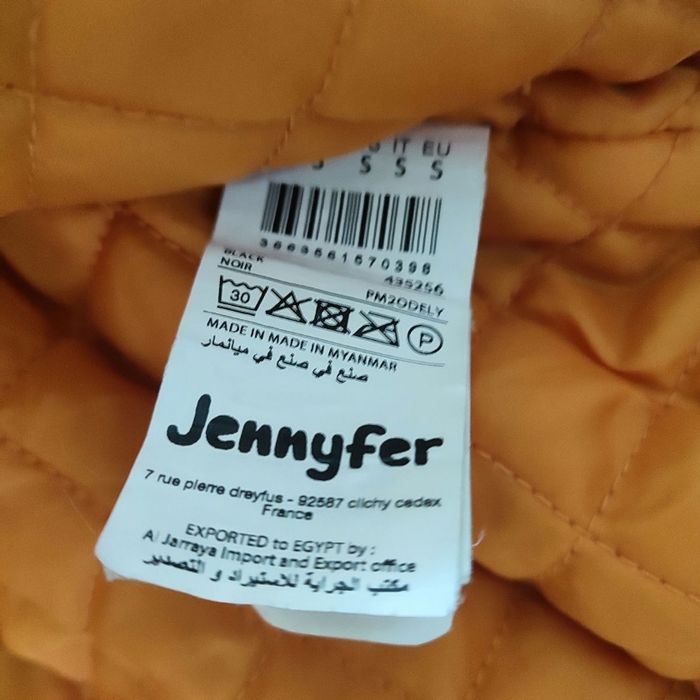 IT EU
S S S
3663561570398
BLACK
NOIR
435256
PM20DELY
30
P
MADE IN MADE IN MYANMAR
صنع في صنع في ميانمار
Jennyfer
7 rue pierre dreyfus - 92587 clichy cedex
France
EXPORTED to EGYPT by :
Al Jarraya Import and Export office
مكتب الجراية للاستيراد و التصدير